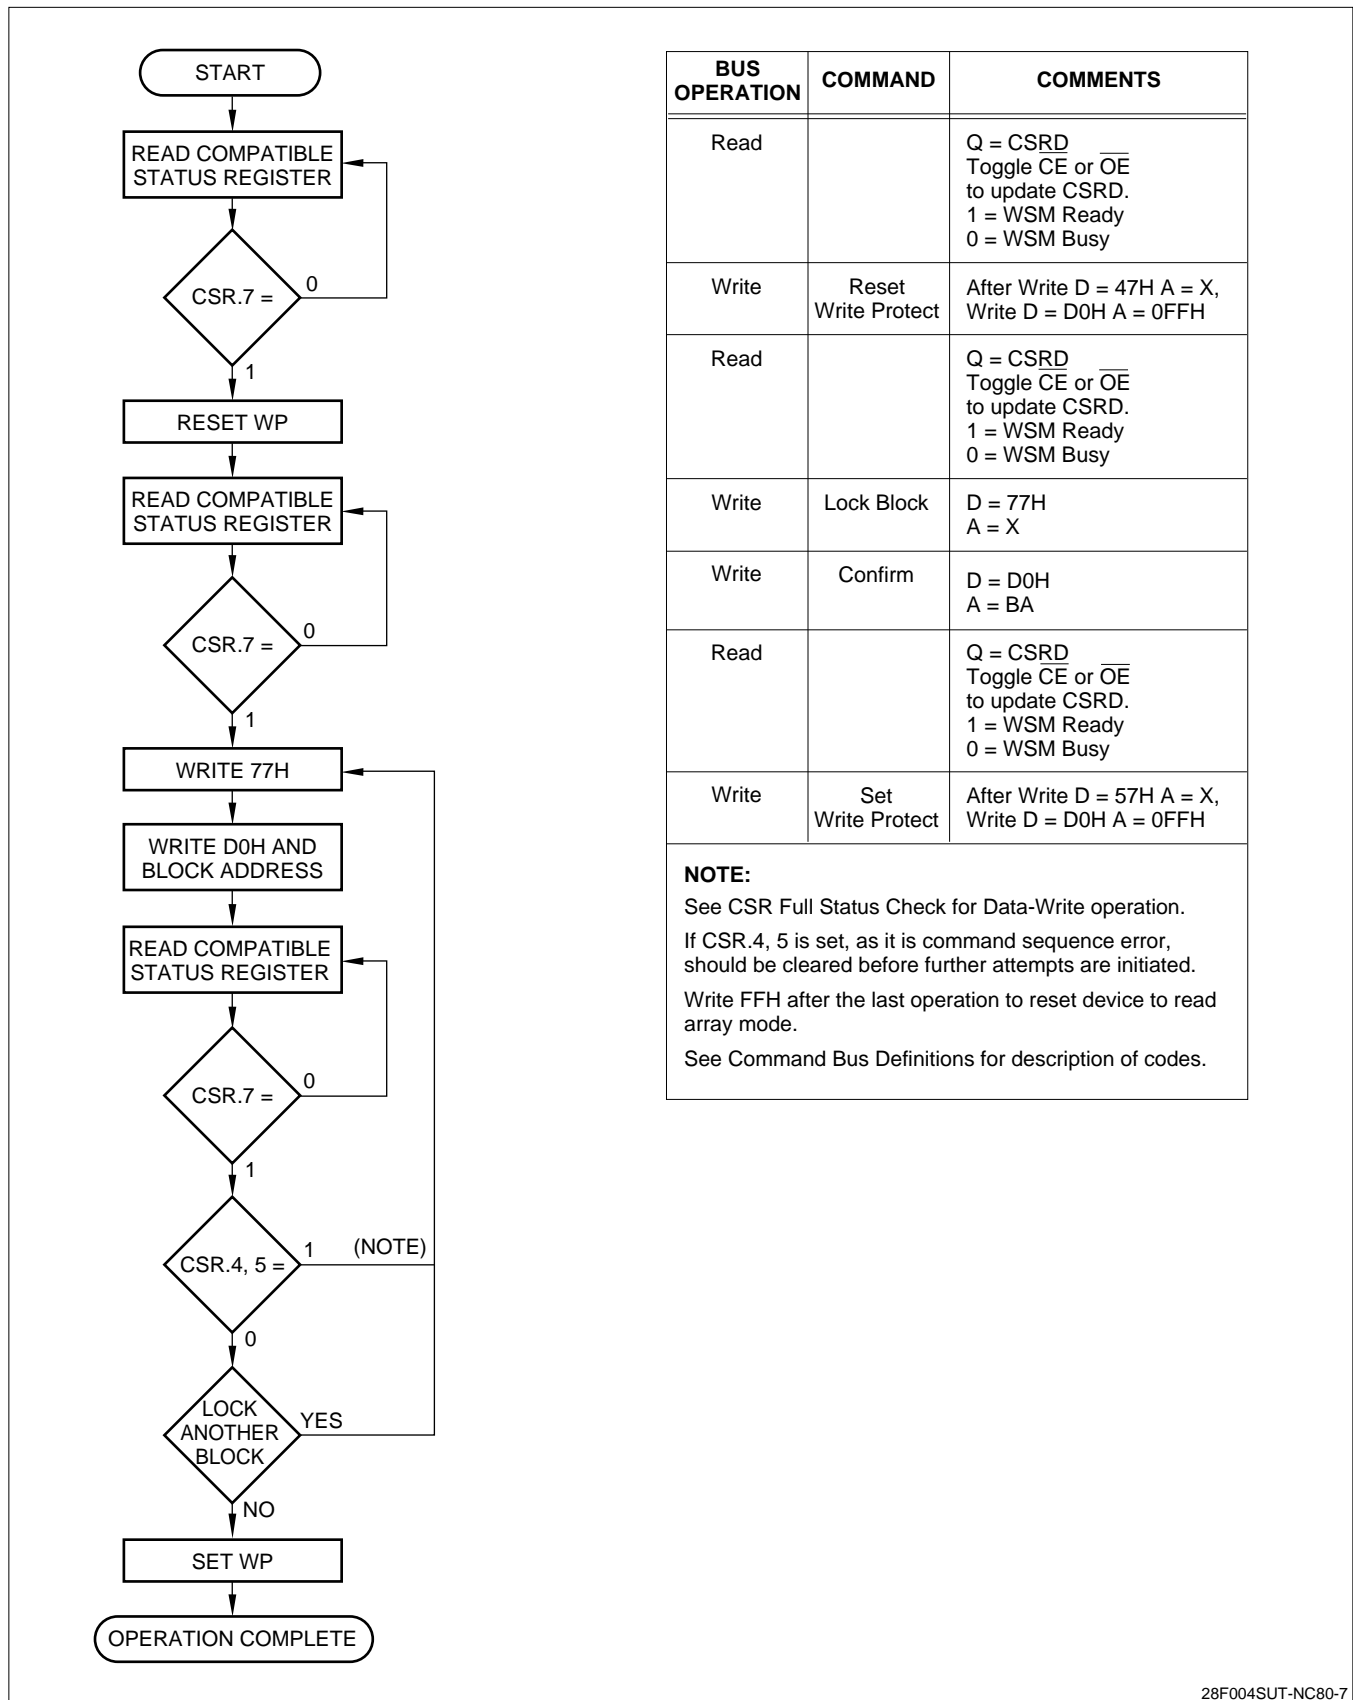 START
READ COMPATIBLE
STATUS REGISTER
CSR.7 =
0
1
RESET WP
READ COMPATIBLE
STATUS REGISTER
CSR.7 =
0
1
WRITE 77H
WRITE D0H AND
BLOCK ADDRESS
READ COMPATIBLE
STATUS REGISTER
CSR.7 =
0
1
CSR.4, 5 =
1
(NOTE)
0
LOCK
ANOTHER
BLOCK
YES
NO
SET WP
OPERATION COMPLETE
BUS
OPERATION
COMMAND
COMMENTS
Read
Q = CSRD
Toggle C̅E̅ or O̅E̅
to update CSRD.
1 = WSM Ready
0 = WSM Busy
Write
Reset
Write Protect
After Write D = 47H A = X,
Write D = D0H A = 0FFH
Read
Q = CSRD
Toggle C̅E̅ or O̅E̅
to update CSRD.
1 = WSM Ready
0 = WSM Busy
Write
Lock Block
D = 77H
A = X
Write
Confirm
D = D0H
A = BA
Read
Q = CSRD
Toggle C̅E̅ or O̅E̅
to update CSRD.
1 = WSM Ready
0 = WSM Busy
Write
Set
Write Protect
After Write D = 57H A = X,
Write D = D0H A = 0FFH
NOTE:
See CSR Full Status Check for Data-Write operation.
If CSR.4, 5 is set, as it is command sequence error,
should be cleared before further attempts are initiated.
Write FFH after the last operation to reset device to read
array mode.
See Command Bus Definitions for description of codes.
28F004SUT-NC80-7